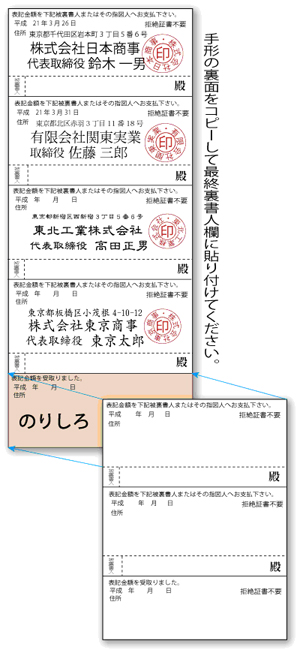 表記金額を下記被裏書人またはその指図人へお支払下さい。
平成 21年3月26日 拒絶証書不要
住所 東京都千代田区岩本町3丁目5番6号
株式会社日本商事
代表取締役 鈴木 一男
印
殿
表記金額を下記被裏書人またはその指図人へお支払下さい。
平成 21年3月31日 拒絶証書不要
住所 東京都北区赤羽3丁目11番18号
有限会社関東実業
取締役 佐藤 三郎
印
殿
表記金額を下記被裏書人またはその指図人へお支払下さい。
平成 年 月 日 拒絶証書不要
東京都新宿区西新宿3丁目5番6号
東北工業株式会社
代表取締役 高田正男
印
殿
表記金額を下記被裏書人またはその指図人へお支払下さい。
平成 年 月 日 拒絶証書不要
東京都板橋区小茂根4-10-12
株式会社東京商事
代表取締役 東京太郎
印
殿
表記金額を受取りました。
平成 年 月 日 拒絶証書不要
住所
のりしろ
手形の裏面をコピーして最終裏書人欄に貼り付けてください。
表記金額を下記被裏書人またはその指図人へお支払下さい。
平成 年 月 日 拒絶証書不要
住所
殿
表記金額を下記被裏書人またはその指図人へお支払下さい。
平成 年 月 日 拒絶証書不要
住所
殿
表記金額を受取りました。
平成 年 月 日 拒絶証書不要
住所